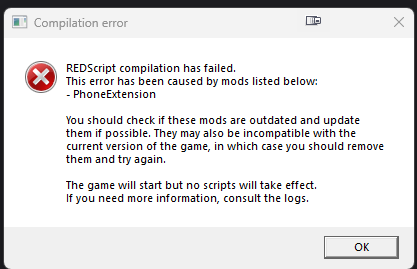 Compilation error
REDScript compilation has failed.
This error has been caused by mods listed below:
- PhoneExtension
You should check if these mods are outdated and update
them if possible. They may also be incompatible with the
current version of the game, in which case you should remove
them and try again.
The game will start but no scripts will take effect.
If you need more information, consult the logs.
OK